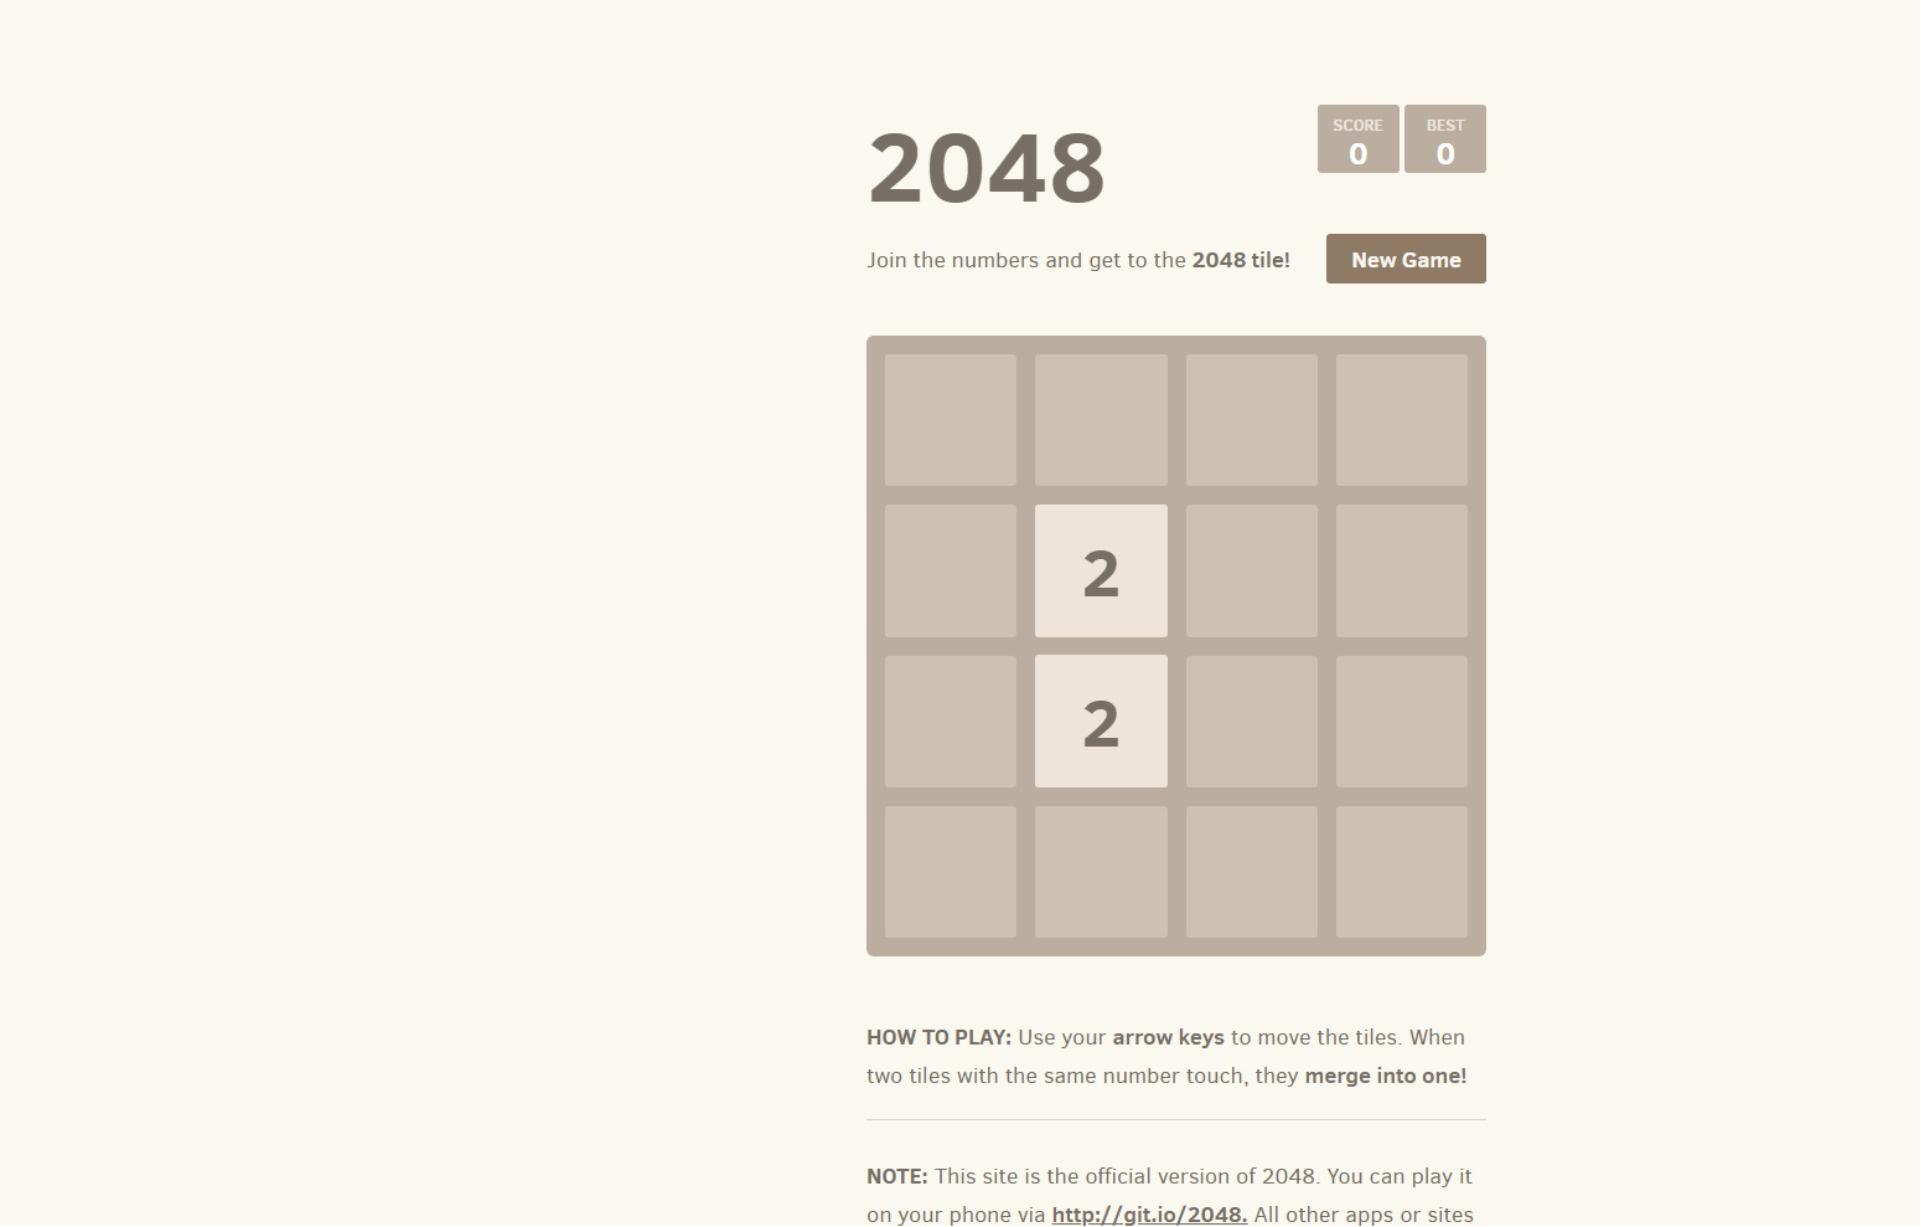 2048
SCORE
0
BEST
0
Join the numbers and get to the 2048 tile!
New Game
2
2
HOW TO PLAY: Use your arrow keys to move the tiles. When
two tiles with the same number touch, they merge into one!
NOTE: This site is the official version of 2048. You can play it
on your phone via http://git.io/2048. All other apps or sites